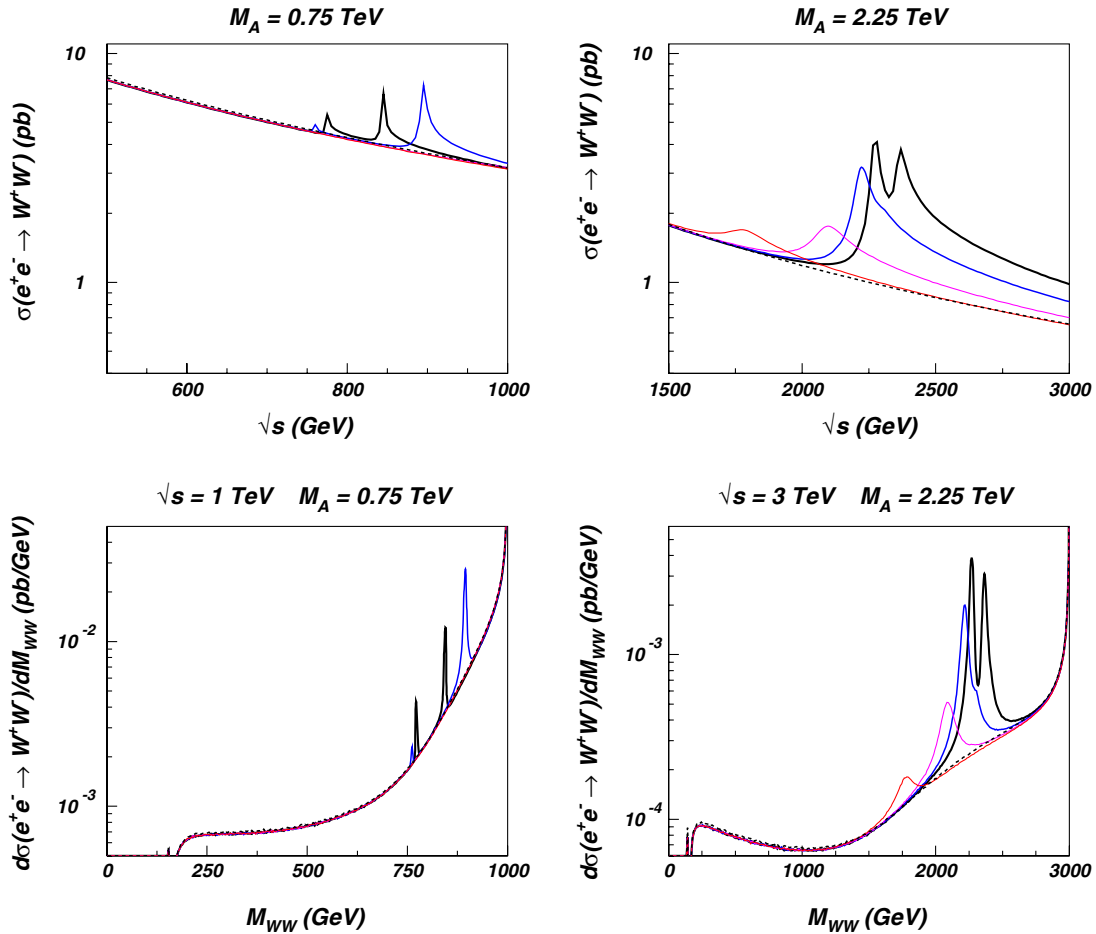 M_A = 0.75 TeV
σ(e⁺e⁻ → W⁺W⁻) (pb)
10
1
600 800 1000
√s (GeV)
M_A = 2.25 TeV
σ(e⁺e⁻ → W⁺W⁻) (pb)
10
1
1500 2000 2500 3000
√s (GeV)
√s = 1 TeV M_A = 0.75 TeV
dσ(e⁺e⁻ → W⁺W⁻)/dM_WW (pb/GeV)
10⁻²
10⁻³
0 250 500 750 1000
M_WW (GeV)
√s = 3 TeV M_A = 2.25 TeV
dσ(e⁺e⁻ → W⁺W⁻)/dM_WW (pb/GeV)
10⁻³
10⁻⁴
0 1000 2000 3000
M_WW (GeV)